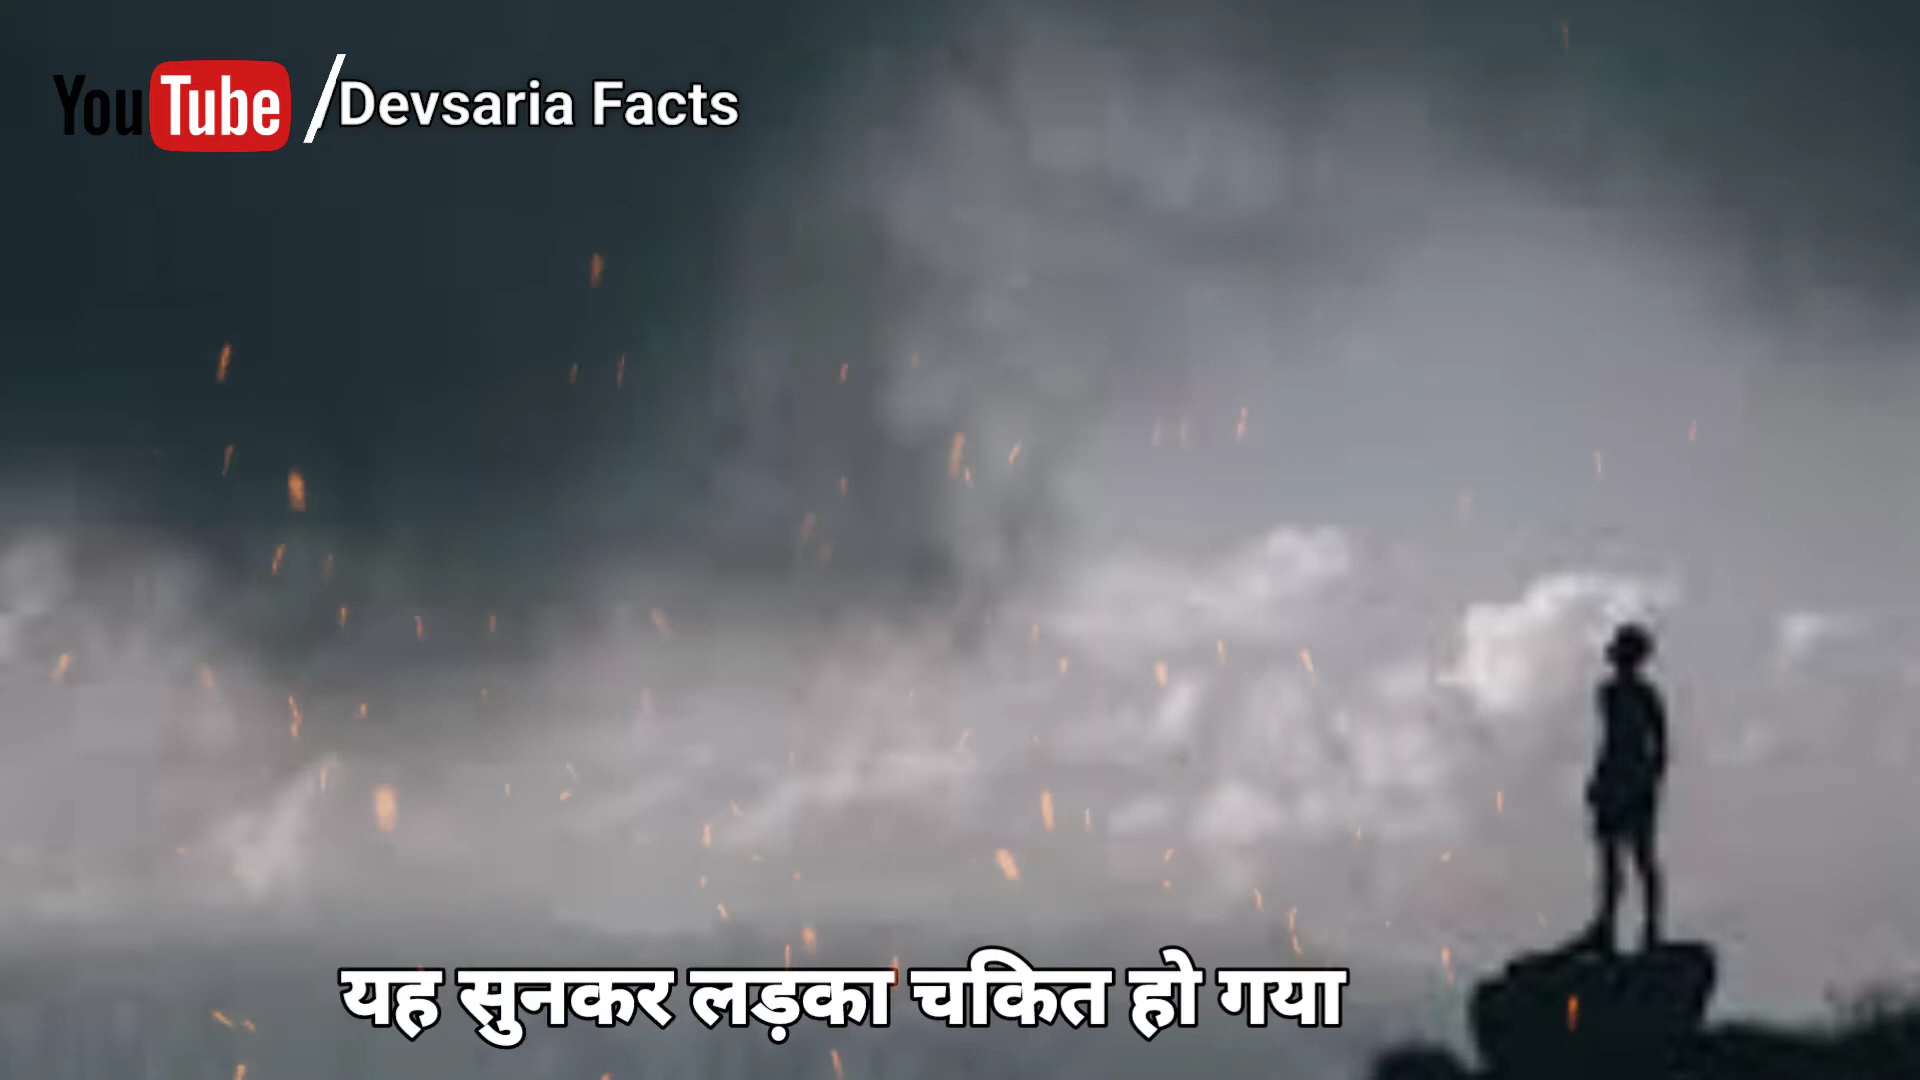 YouTube /Devsaria Facts
यह सुनकर लड़का चकित हो गया